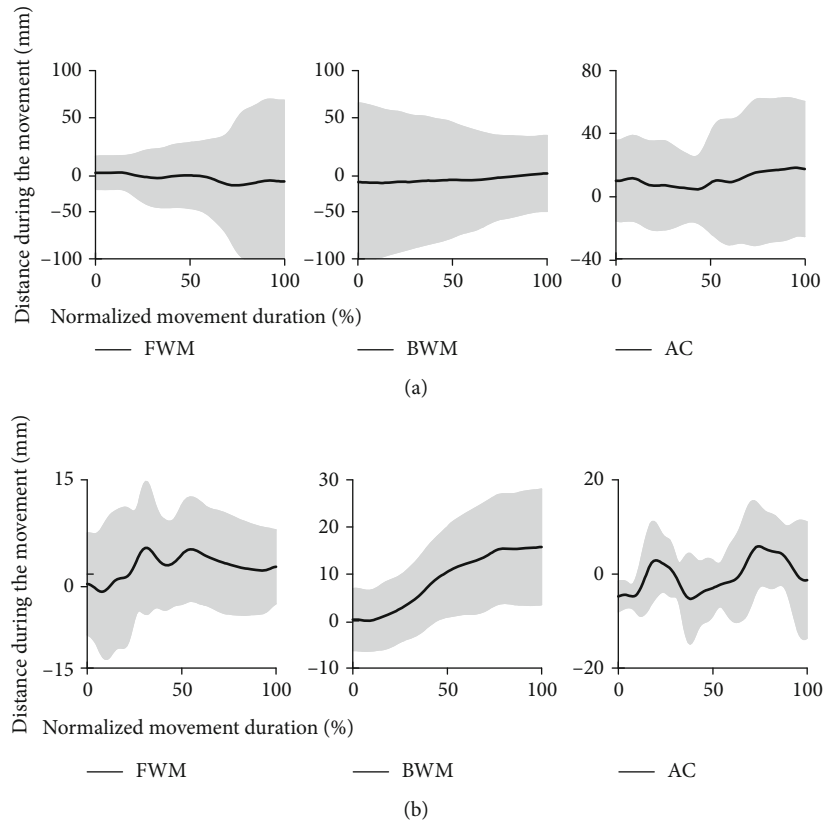 Distance during the movement (mm)
100 100 80
50 50 40
0 0 0
−50 −50
−100 −100 −40
0 50 100 0 50 100 0 50 100
Normalized movement duration (%)
FWM BWM AC
(a)
Distance during the movement (mm)
15 30 20
20
0 10 0
0
−15 −10 −20
0 50 100 0 50 100 0 50 100
Normalized movement duration (%)
FWM BWM AC
(b)